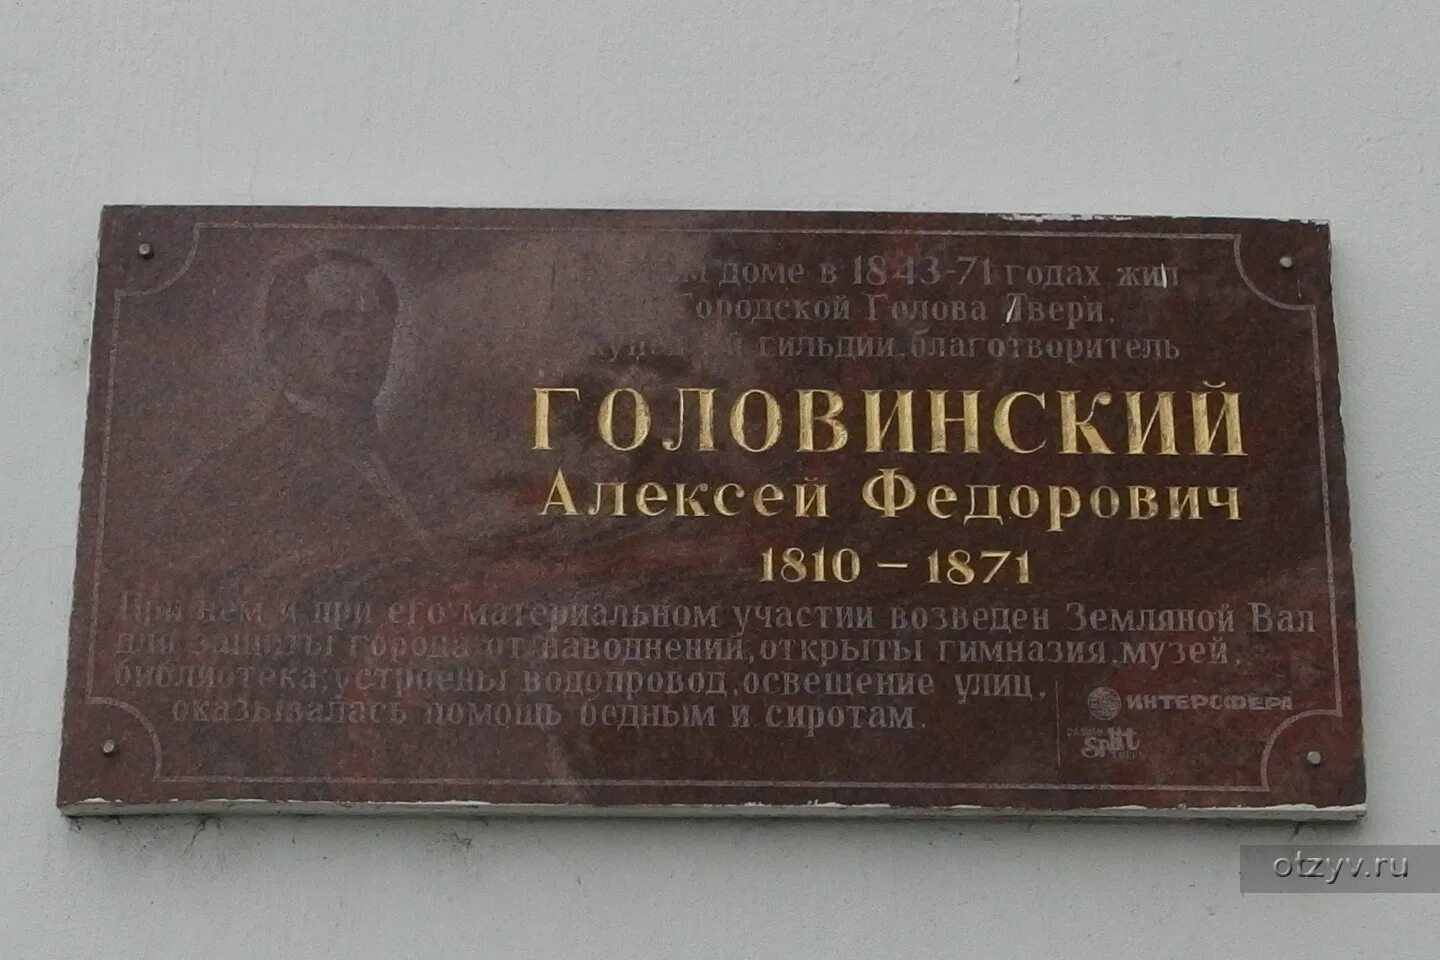 доме в 1843-71 годах жил
Городской Голова Твери,
гильдии, благотворитель
ГОЛОВИНСКИЙ
Алексей Федорович
1810 – 1871
При нем и при его материальном участии возведен Земляной Вал
для защиты города от наводнений, открыты гимназия, музей,
библиотека; устроены водопровод, освещение улиц,
оказывалась помощь бедным и сиротам.
ИНТЕРСФЕРА
otzyv.ru